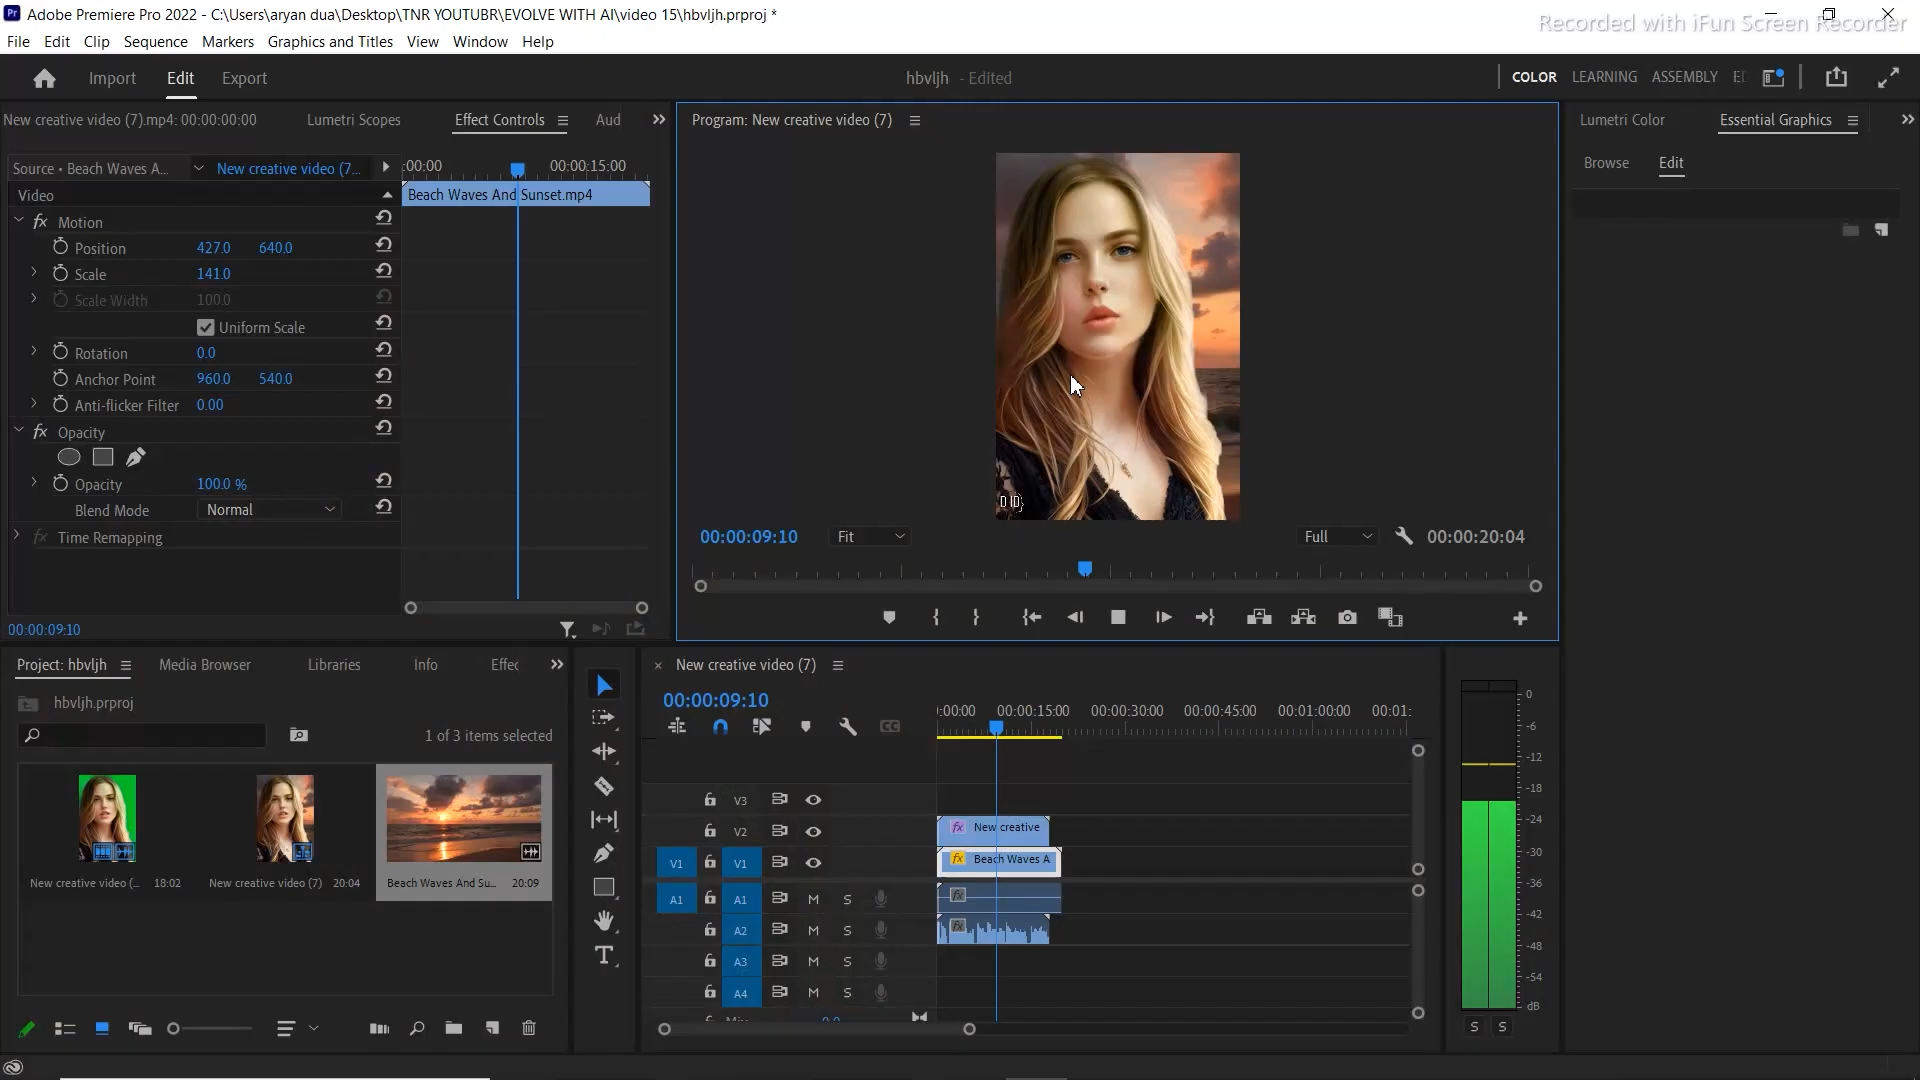 Adobe Premiere Pro 2022 - C:\Users\aryan dua\Desktop\TNR YOUTUBR\EVOLVE WITH AI\video 15\hbvljh.prproj *
Recorded with iFun Screen Recorder
File Edit Clip Sequence Markers Graphics and Titles View Window Help
Import Edit Export
hbvljh - Edited
COLOR LEARNING ASSEMBLY
New creative video (7).mp4: 00:00:00:00 Lumetri Scopes Effect Controls Aud
Program: New creative video (7)
Lumetri Color Essential Graphics
Browse Edit
Source • Beach Waves A... New creative video (7...
:00:00 00:00:15:00
Video
Beach Waves And Sunset.mp4
fx Motion
Position 427.0 640.0
Scale 141.0
Scale Width 100.0
Uniform Scale
Rotation 0.0
Anchor Point 960.0 540.0
Anti-flicker Filter 0.00
fx Opacity
Opacity 100.0 %
Blend Mode Normal
fx Time Remapping
00:00:09:10
D ID
00:00:09:10 Fit Full 00:00:20:04
Project: hbvljh Media Browser Libraries Info Effec
hbvljh.prproj
1 of 3 items selected
New creative video (... 18:02
New creative video (7) 20:04
Beach Waves And Su... 20:09
New creative video (7)
00:00:09:10
:00:00 00:00:15:00 00:00:30:00 00:00:45:00 00:01:00:00 00:01:
V3
V2 fx New creative
V1 V1 fx Beach Waves A
A1 A1 M S fx
A2 M S fx
A3 M S
A4 M S
0.0
T
0
-6
-12
-18
-24
-30
-36
-42
-48
-54
dB
S S